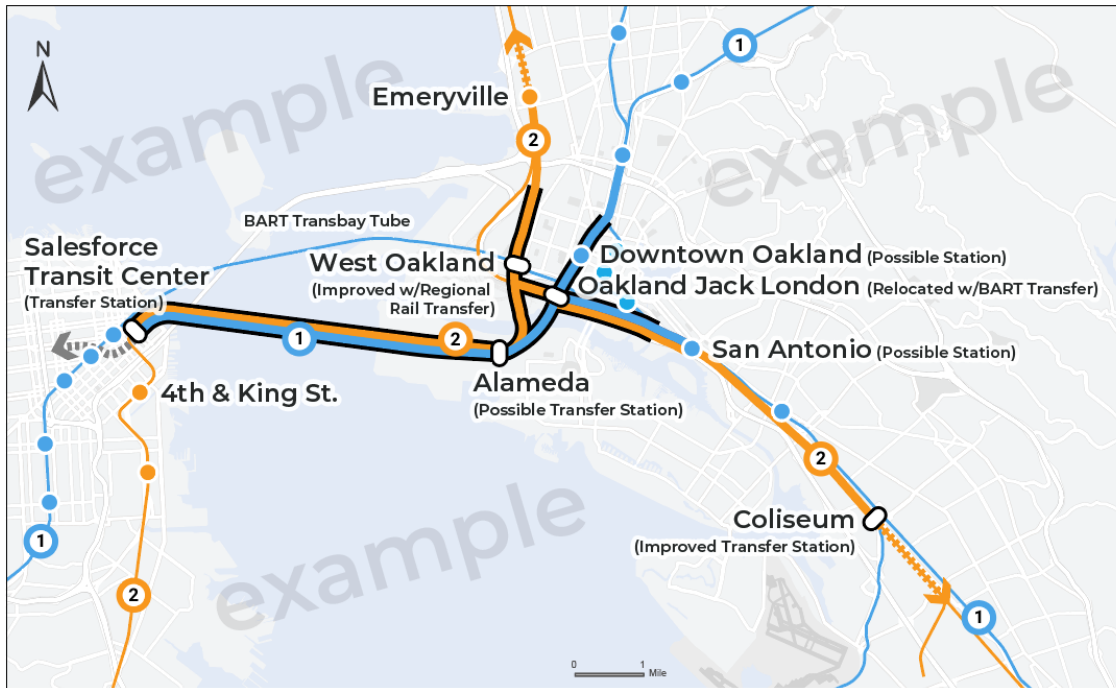 N
example
example
1
Emeryville
2
BART Transbay Tube
Salesforce
Transit Center
(Transfer Station)
West Oakland
(Improved w/Regional
Rail Transfer)
Downtown Oakland (Possible Station)
Oakland Jack London (Relocated w/BART Transfer)
1
2
San Antonio (Possible Station)
4th & King St.
Alameda
(Possible Transfer Station)
2
Coliseum
(Improved Transfer Station)
example
1
2
1
0 1
Mile